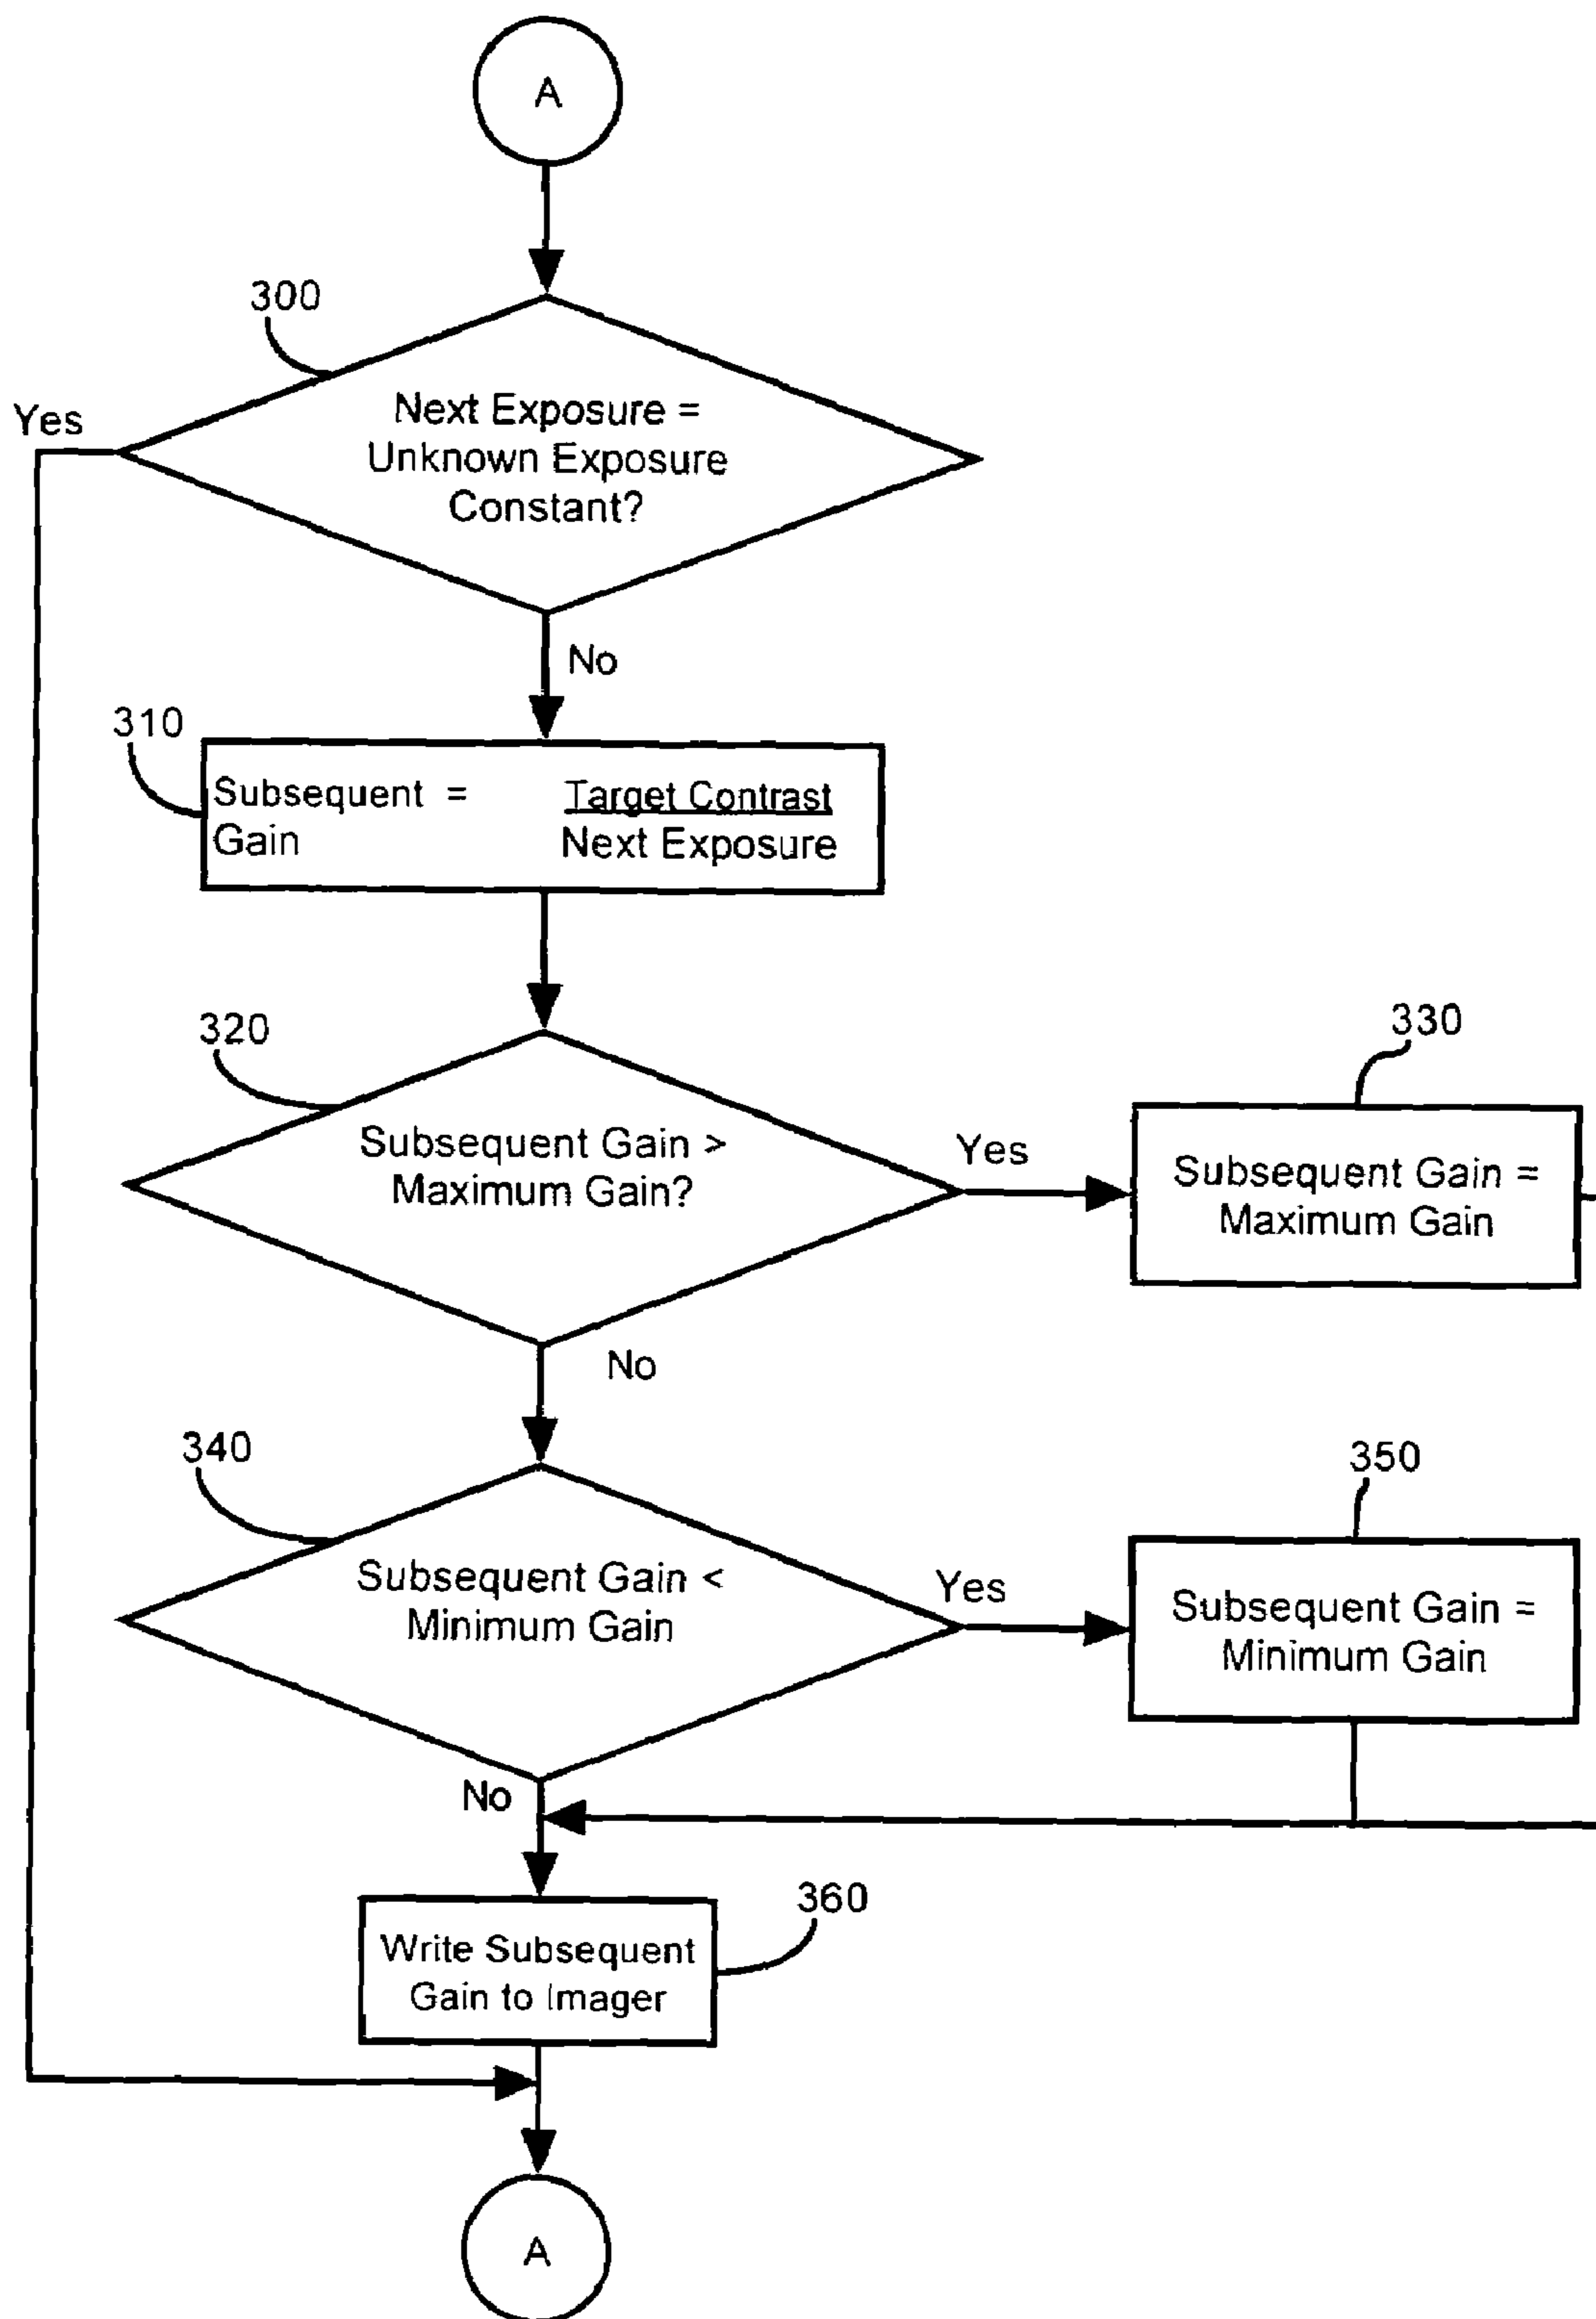 A
300
Yes
Next Exposure =
Unknown Exposure
Constant?
No
310
Subsequent = Target Contrast
Gain Next Exposure
320
330
Subsequent Gain >
Maximum Gain?
Yes
Subsequent Gain =
Maximum Gain
No
340
350
Subsequent Gain <
Minimum Gain
Yes
Subsequent Gain =
Minimum Gain
No
360
Write Subsequent
Gain to Imager
A